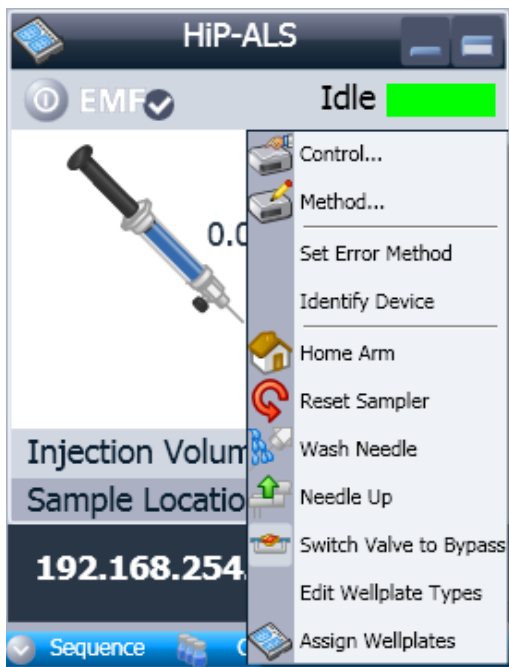 HiP-ALS
EMF
Idle
Control...
Method...
0.0
Set Error Method
Identify Device
Home Arm
Reset Sampler
Injection Volum
Wash Needle
Sample Locatio
Needle Up
Switch Valve to Bypass
192.168.254.
Edit Wellplate Types
Sequence
Assign Wellplates